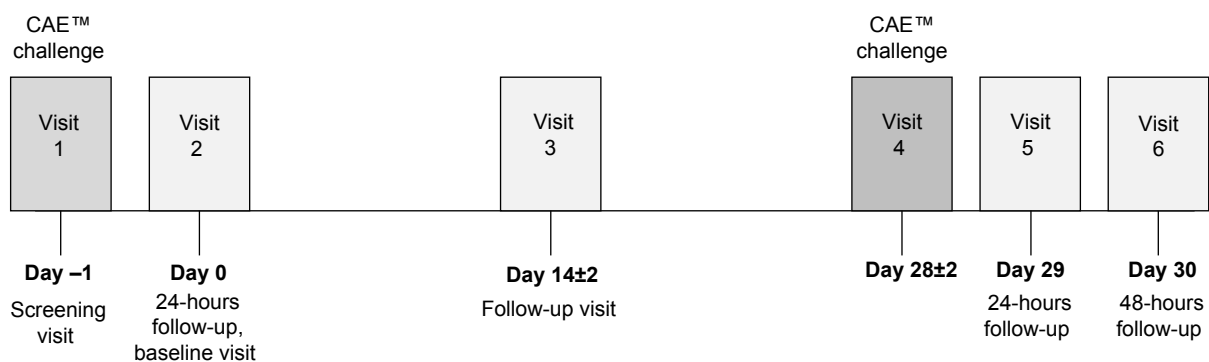 CAE™
challenge
CAE™
challenge
Visit
1
Visit
2
Visit
3
Visit
4
Visit
5
Visit
6
Day –1
Screening
visit
Day 0
24-hours
follow-up,
baseline visit
Day 14±2
Follow-up visit
Day 28±2
Day 29
24-hours
follow-up
Day 30
48-hours
follow-up